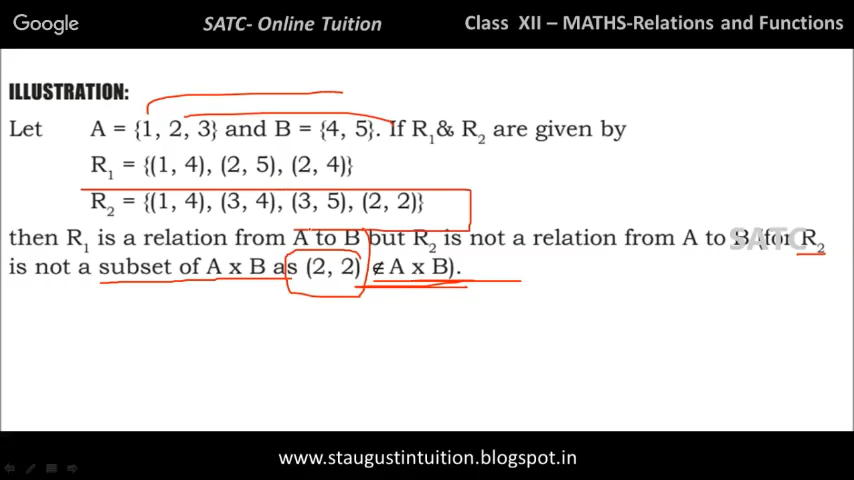 Google SATC- Online Tuition Class XII – MATHS-Relations and Functions
ILLUSTRATION:
Let A = {1, 2, 3} and B = {4, 5}. If R₁& R₂ are given by
R₁ = {(1, 4), (2, 5), (2, 4)}
R₂ = {(1, 4), (3, 4), (3, 5), (2, 2)}
then R₁ is a relation from A to B but R₂ is not a relation from A to B (for R₂
SATC
is not a subset of A x B as (2, 2) ∉ A x B).
www.staugustintuition.blogspot.in